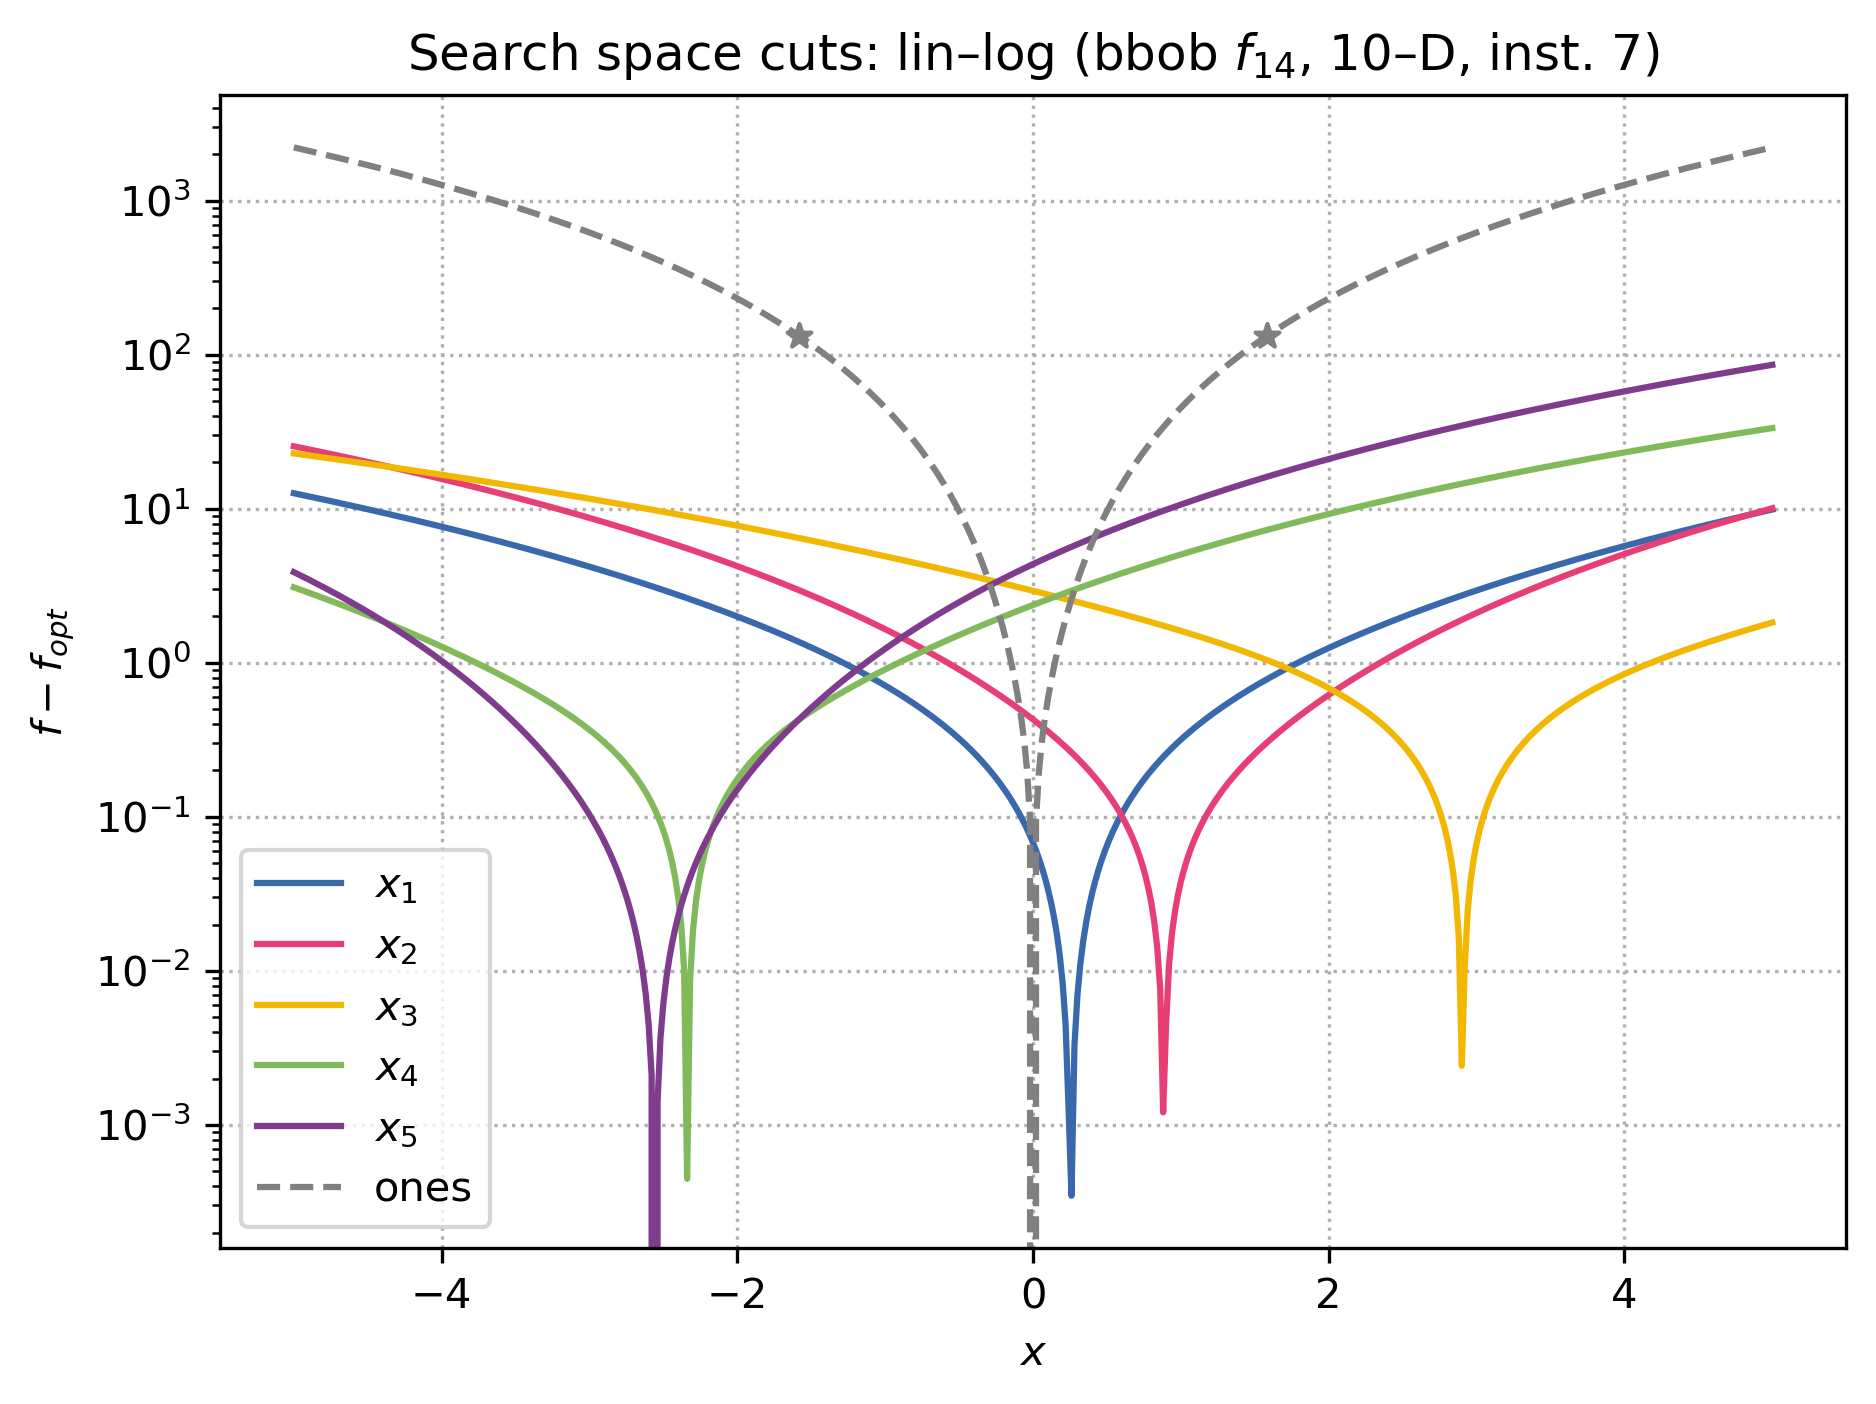 Search space cuts: lin–log (bbob f14, 10–D, inst. 7)
10^3
10^2
10^1
10^0
10^−1
10^−2
10^−3
f − fopt
x1
x2
x3
x4
x5
ones
−4 −2 0 2 4
x